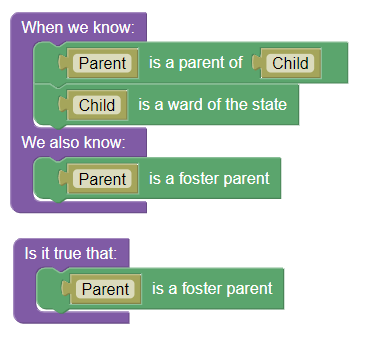 When we know:
Parent is a parent of Child
Child is a ward of the state
We also know:
Parent is a foster parent
Is it true that:
Parent is a foster parent